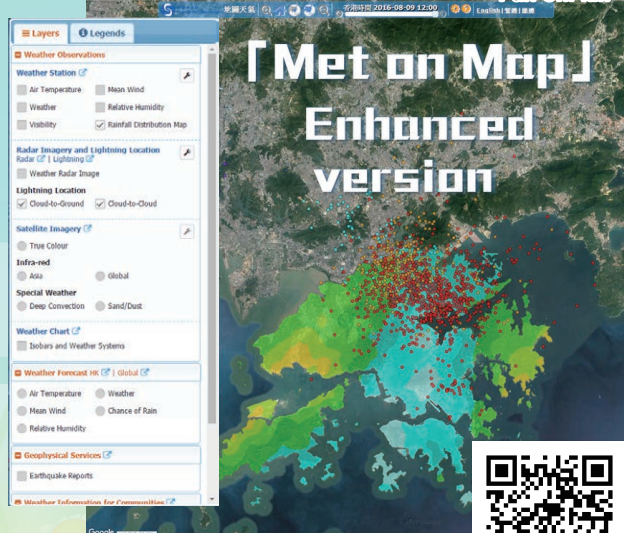 地圖天氣
香港時間 2016-08-09 12:00
English | 繁體 | 簡體
Layers
Legends
「Met on Map」
Enhanced
version
Weather Observations
Weather Station
Air Temperature Mean Wind
Weather Relative Humidity
Visibility Rainfall Distribution Map
Radar Imagery and Lightning Location
Radar | Lightning
Weather Radar Image
Lightning Location
Cloud-to-Ground Cloud-to-Cloud
Satellite Imagery
True Colour
Infra-red
Asia Global
Special Weather
Deep Convection Sand/Dust
Weather Chart
Isobars and Weather Systems
Weather Forecast HK | Global
Air Temperature Weather
Mean Wind Chance of Rain
Relative Humidity
Geophysical Services
Earthquake Reports
Weather Information for Communities
Google